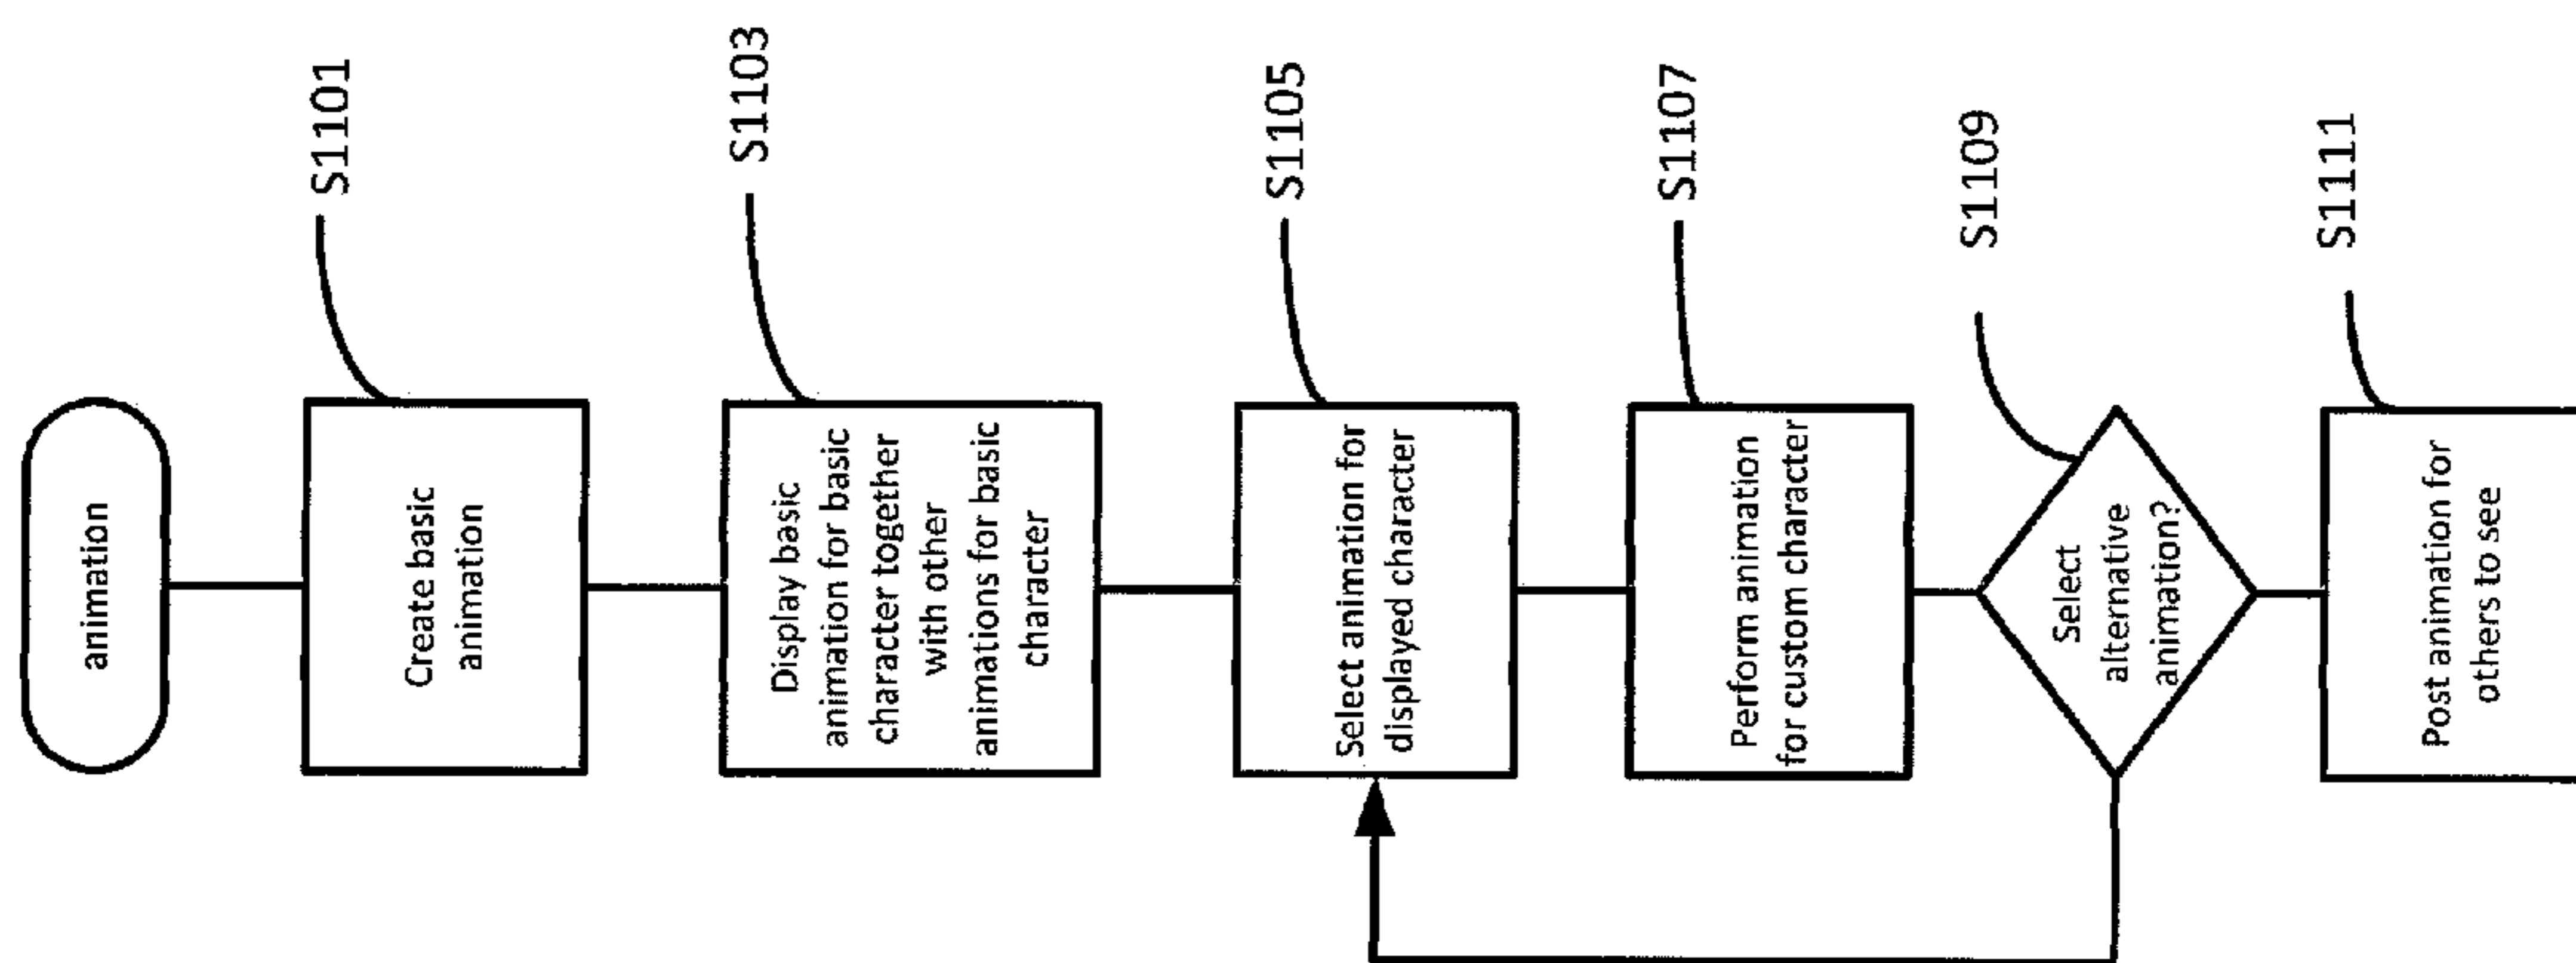 animation
S1101
Create basic
animation
S1103
Display basic
animation for basic
character together
with other
animations for basic
character
S1105
Select animation for
displayed character
S1107
Perform animation
for custom character
S1109
Select
alternative
animation?
S1111
Post animation for
others to see